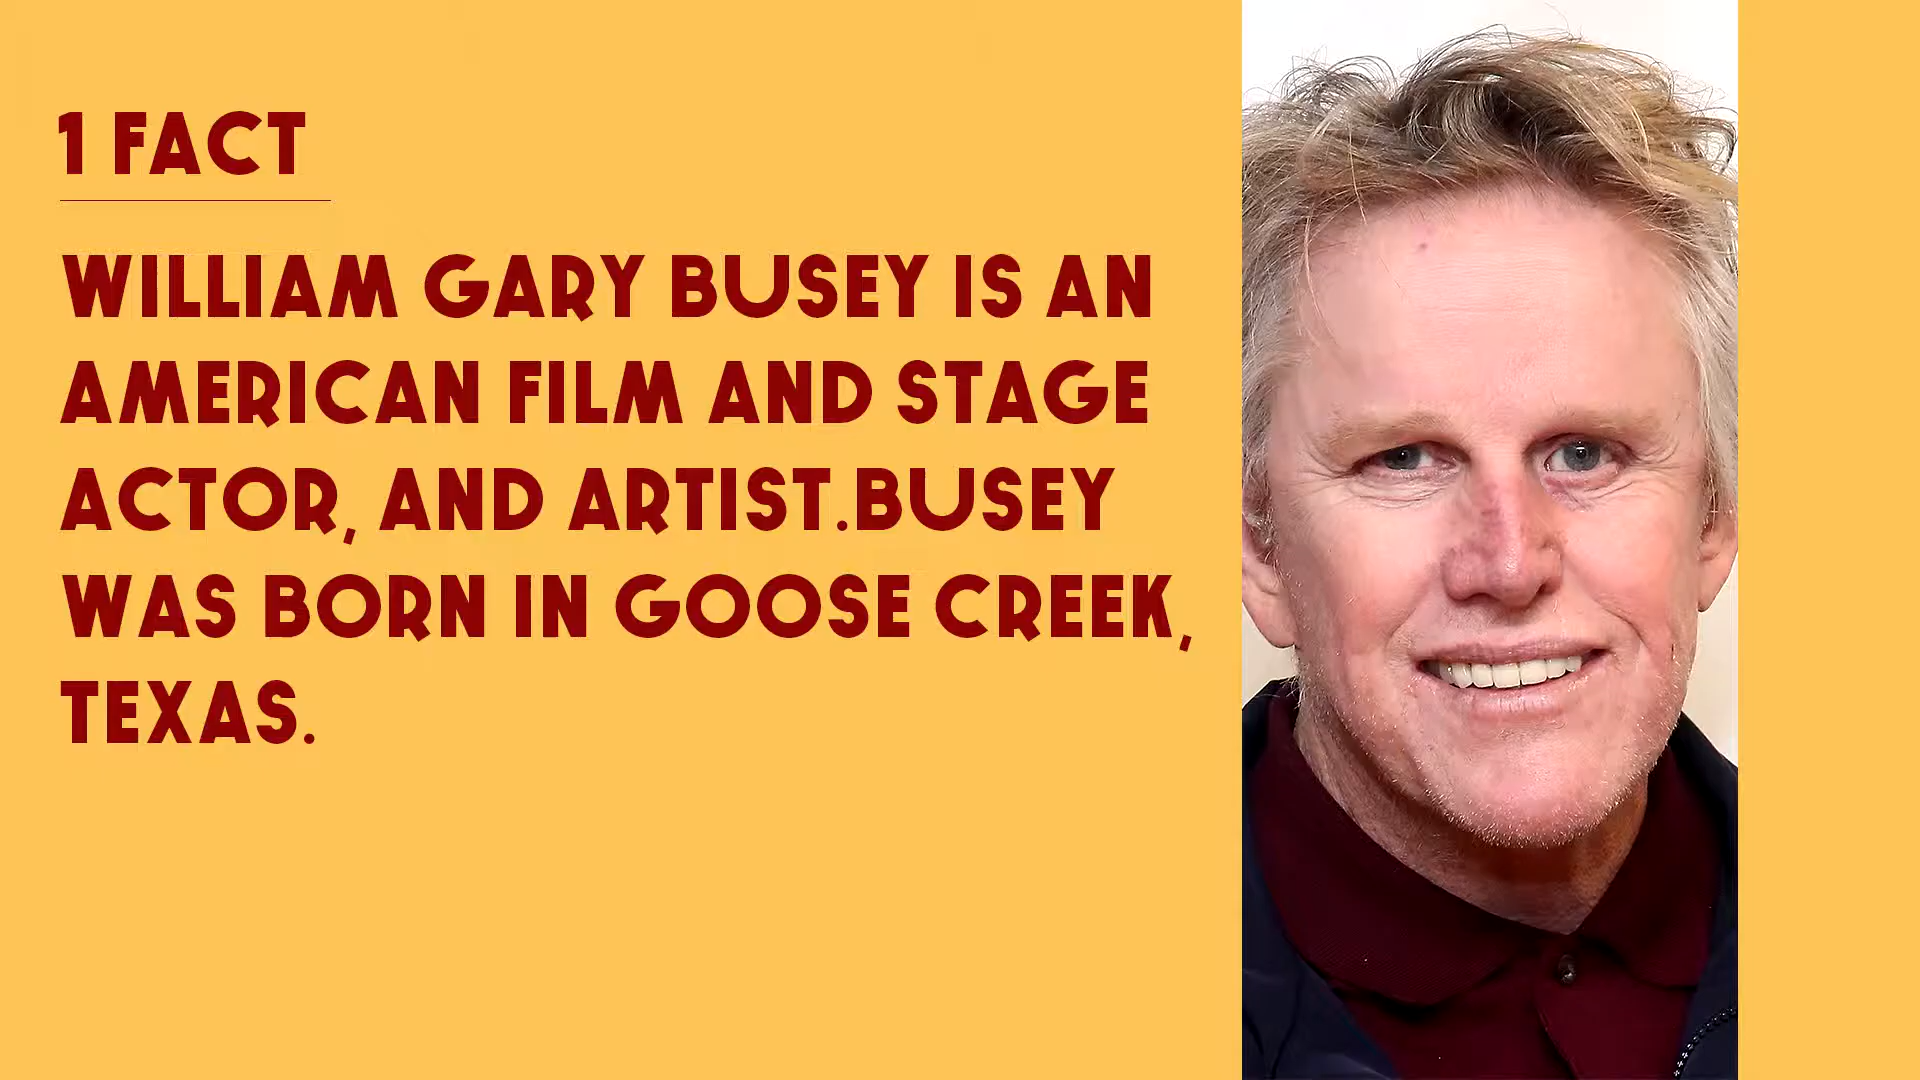 1 FACT
WILLIAM GARY BUSEY IS AN
AMERICAN FILM AND STAGE
ACTOR, AND ARTIST.BUSEY
WAS BORN IN GOOSE CREEK,
TEXAS.